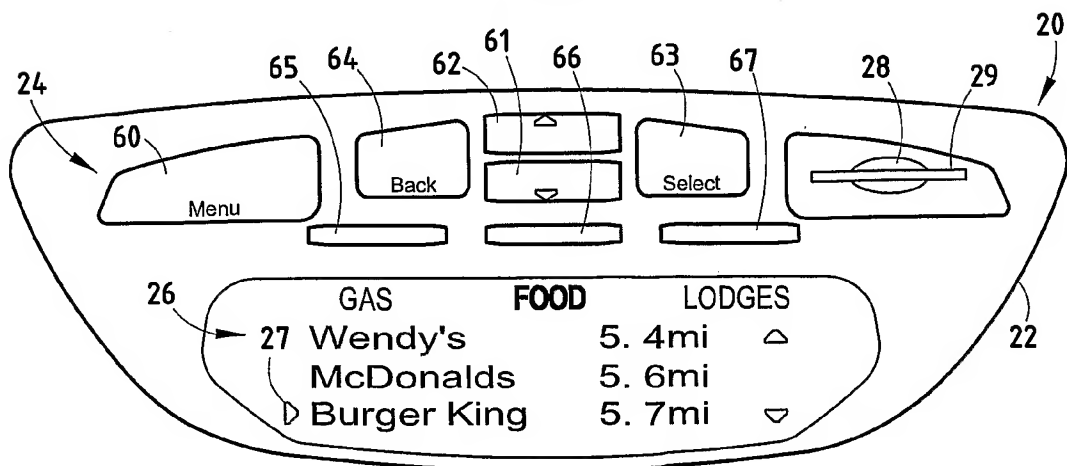 20
61
62
66
63
67
28
29
64
65
24
60
Menu
Back
Select
26
GAS FOOD LODGES
22
27
Wendy's 5. 4mi
McDonalds 5. 6mi
Burger King 5. 7mi